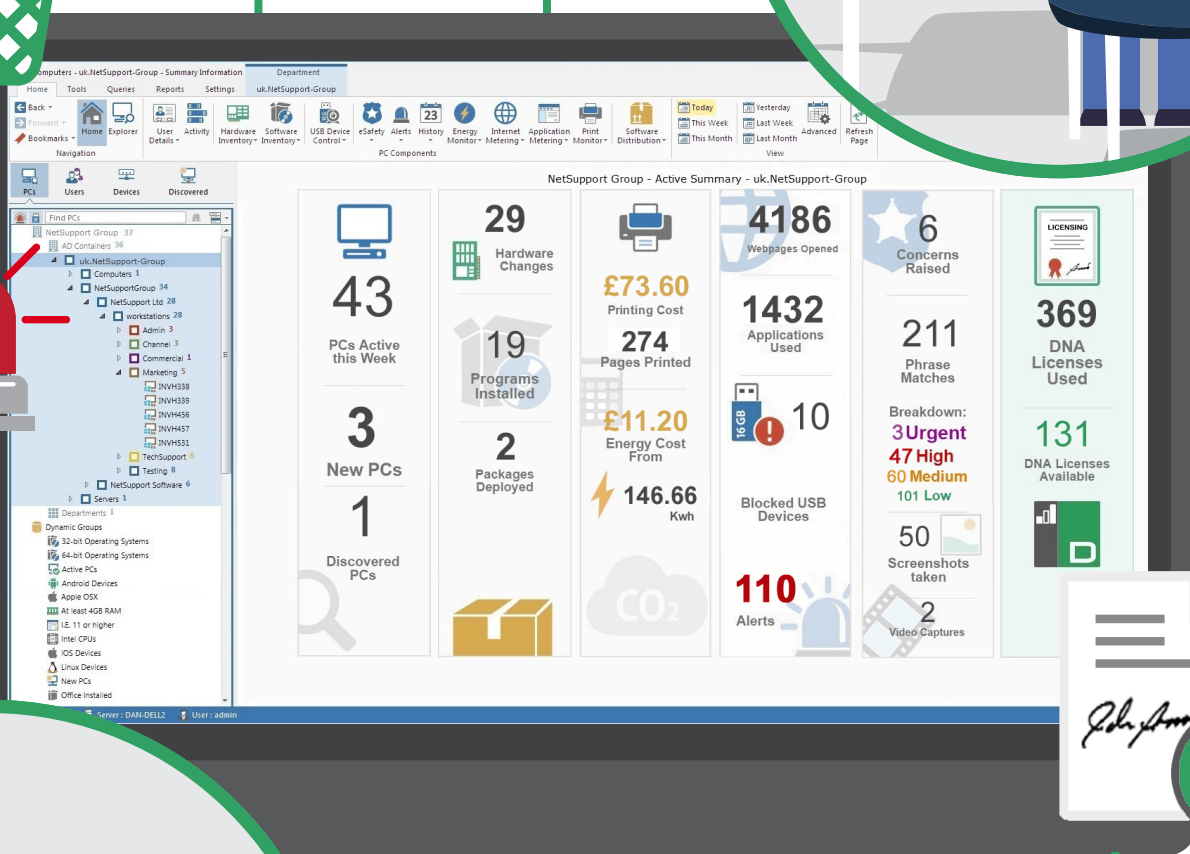 omputers - uk.NetSupport-Group - Summary Information
Department
Home Tools Queries Reports Settings uk.NetSupport-Group
Back
Forward
Bookmarks
Home
Explorer
User Details
Activity
Hardware Inventory
Software Inventory
USB Device Control
eSafety
Alerts
23
History
Energy Monitor
Internet Metering
Application Metering
Print Monitor
Software Distribution
Today
This Week
This Month
Yesterday
Last Week
Last Month
Advanced
Refresh Page
Navigation
PC Components
View
PCs Users Devices Discovered
Find PCs
NetSupport Group 37
AD Containers 36
uk.NetSupport-Group
Computers 1
NetSupportGroup 34
NetSupport Ltd 28
workstations 28
Admin 3
Channel 3
Commercial 1
Marketing 5
INVH338
INVH339
INVH456
INVH457
INVH531
TechSupport 8
Testing 8
NetSupport Software 6
Servers 1
Departments 1
Dynamic Groups
32-bit Operating Systems
64-bit Operating Systems
Active PCs
Android Devices
Apple OSX
At least 4GB RAM
I.E. 11 or higher
Intel CPUs
iOS Devices
Linux Devices
New PCs
Office Installed
Server : DAN-DELL2 User : admin
NetSupport Group - Active Summary - uk.NetSupport-Group
43
PCs Active
this Week
3
New PCs
1
Discovered
PCs
29
Hardware
Changes
19
Programs
Installed
2
Packages
Deployed
£73.60
Printing Cost
274
Pages Printed
£11.20
Energy Cost
From
146.66
Kwh
CO2
4186
Webpages Opened
1432
Applications
Used
16 GB
10
Blocked USB
Devices
110
Alerts
6
Concerns
Raised
211
Phrase
Matches
Breakdown:
3 Urgent
47 High
60 Medium
101 Low
50
Screenshots
taken
2
Video Captures
LICENSING
369
DNA
Licenses
Used
131
DNA Licenses
Available
D